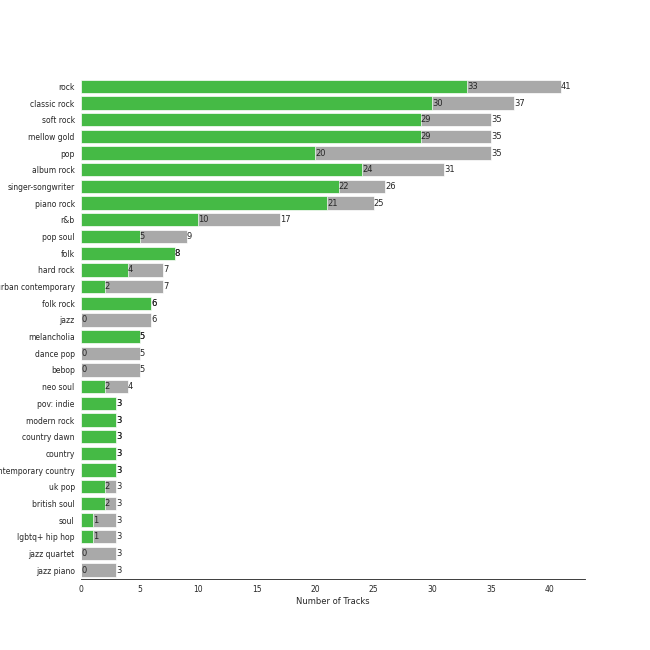 rock 33 41
classic rock 30 37
soft rock 29 35
mellow gold 29 35
pop 20 35
album rock 24 31
singer-songwriter 22 26
piano rock 21 25
r&b 10 17
pop soul 5 9
folk 8
hard rock 4 7
rban contemporary 2 7
folk rock 6
jazz 0 6
melancholia 5
dance pop 0 5
bebop 0 5
neo soul 2 4
pov: indie 3
modern rock 3
country dawn 3
country 3
ntemporary country 3
uk pop 2 3
british soul 2 3
soul 1 3
lgbtq+ hip hop 1 3
jazz quartet 0 3
jazz piano 0 3
0 5 10 15 20 25 30 35 40
Number of Tracks